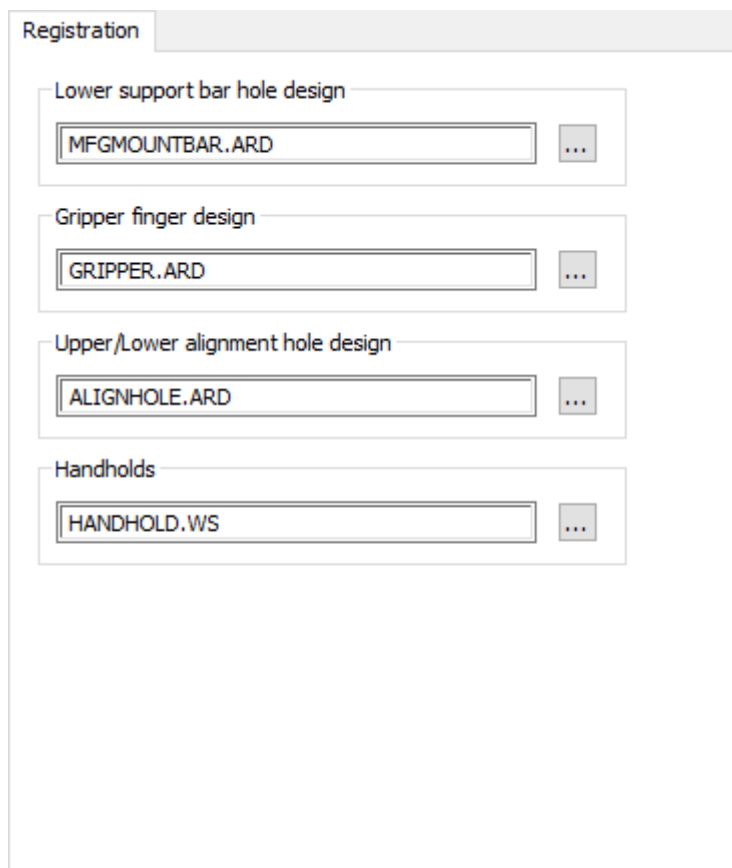 Registration
Lower support bar hole design
MFGMOUNTBAR.ARD
...
Gripper finger design
GRIPPER.ARD
...
Upper/Lower alignment hole design
ALIGNHOLE.ARD
...
Handholds
HANDHOLD.WS
...